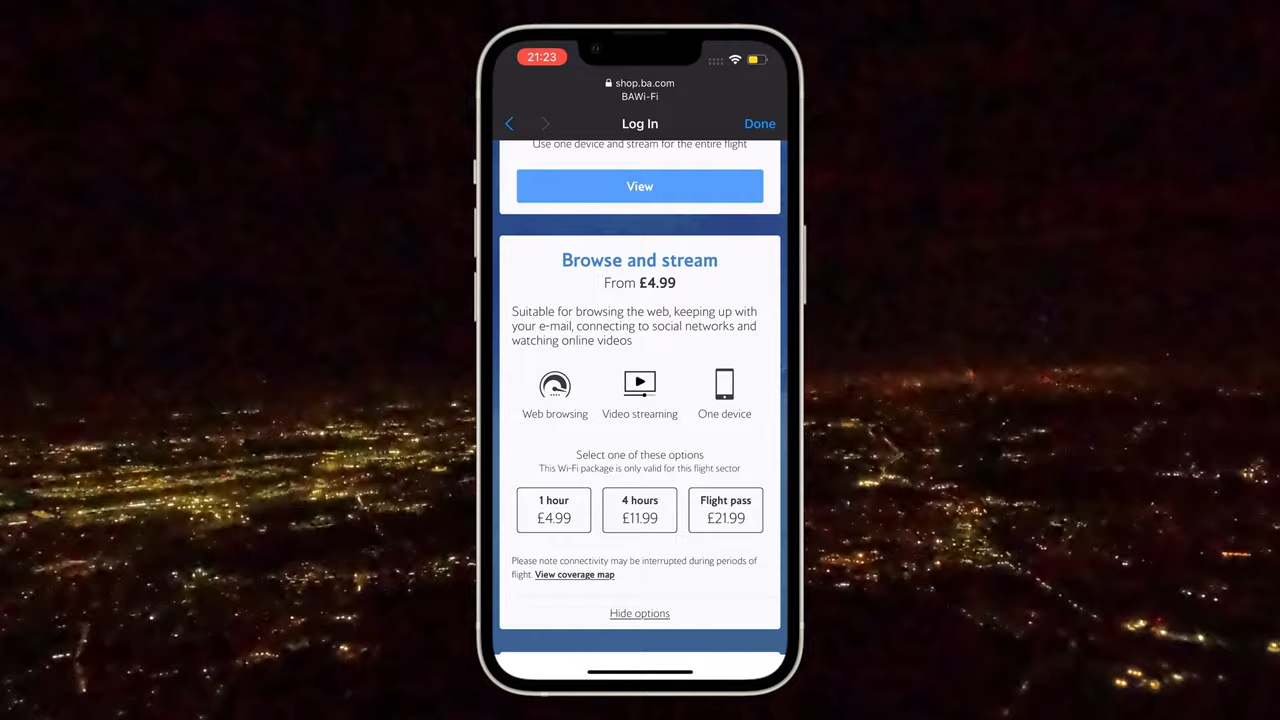 21:23
shop.ba.com
BAWi-Fi
Log In
Done
Use one device and stream for the entire flight
View
Browse and stream
From £4.99
Suitable for browsing the web, keeping up with
your e-mail, connecting to social networks and
watching online videos
Web browsing
Video streaming
One device
Select one of these options
This Wi-Fi package is only valid for this flight sector
1 hour
£4.99
4 hours
£11.99
Flight pass
£21.99
Please note connectivity may be interrupted during periods of
flight. View coverage map
Hide options